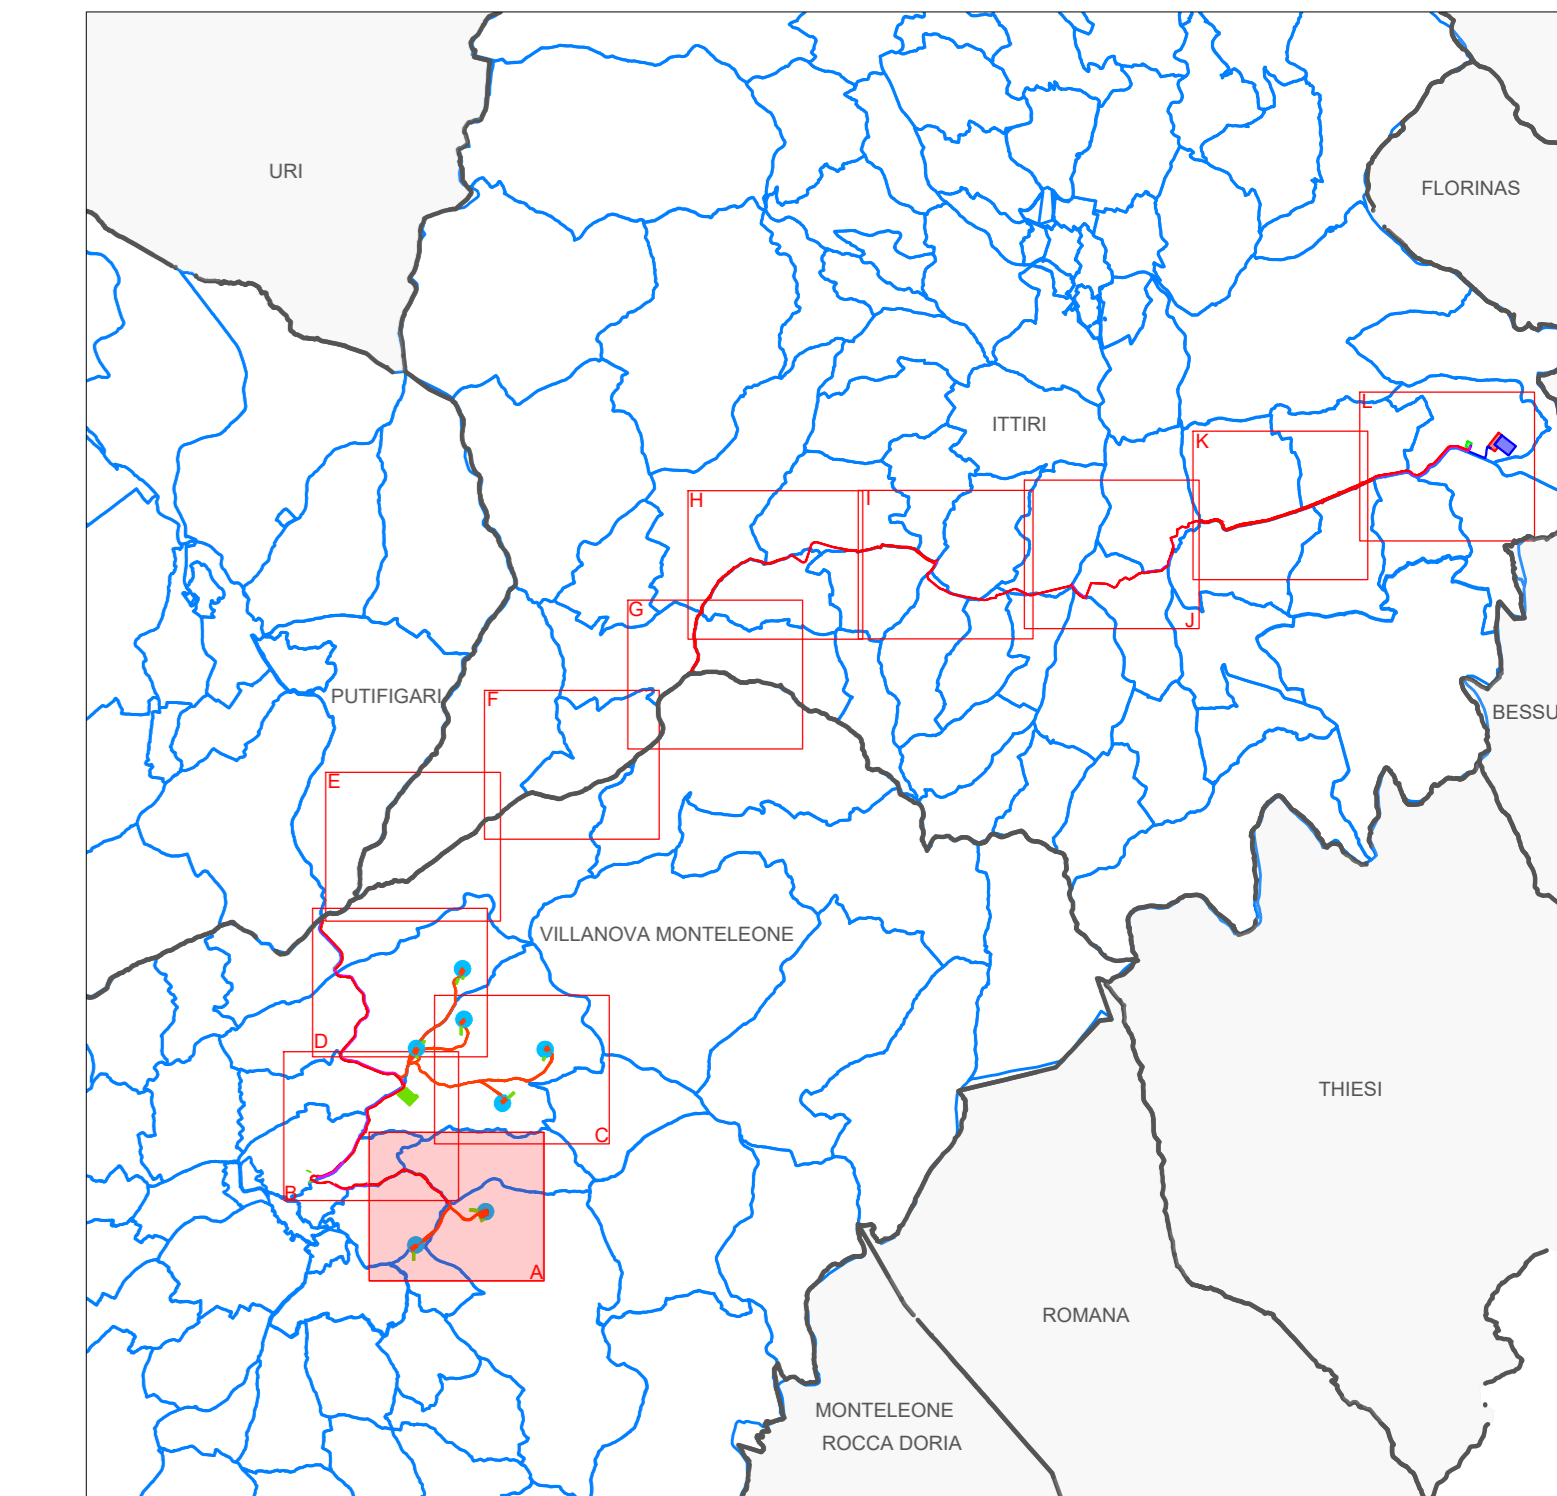 URI
FLORINAS
L
ITTIRI
K
H
I
G
J
PUTIFIGARI
F
BESSU
E
VILLANOVA MONTELEONE
D
THIESI
C
B
A
ROMANA
MONTELEONE
ROCCA DORIA